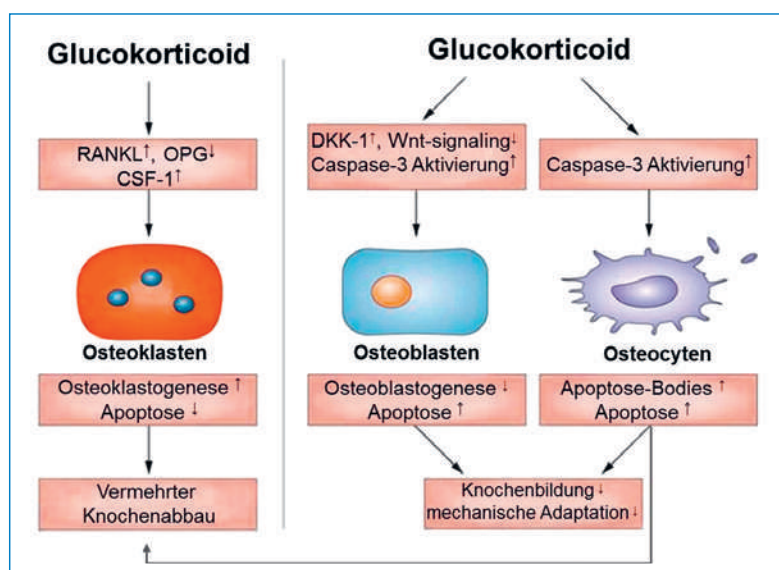 Glucokorticoid
RANKL↑, OPG↓
CSF-1↑
Osteoklasten
Osteoklastogenese ↑
Apoptose ↓
Vermehrter
Knochenabbau
Glucokorticoid
DKK-1↑, Wnt-signaling↓
Caspase-3 Aktivierung↑
Caspase-3 Aktivierung↑
Osteoblasten
Osteocyten
Osteoblastogenese ↓
Apoptose ↑
Apoptose-Bodies ↑
Apoptose ↑
Knochenbildung↓
mechanische Adaptation↓